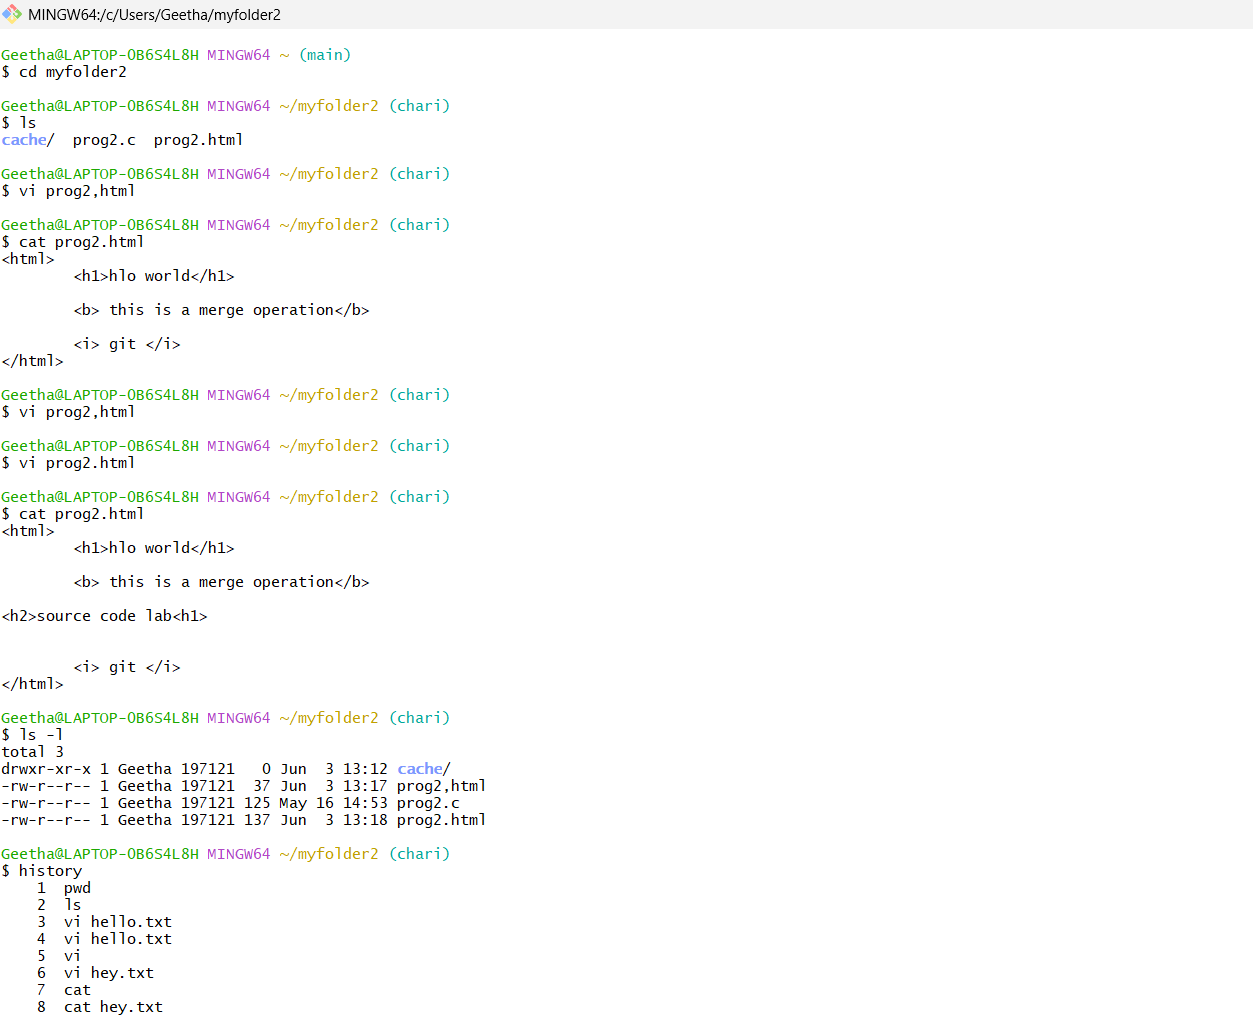 MINGW64:/c/Users/Geetha/myfolder2
Geetha@LAPTOP-OB6S4L8H MINGW64 ~ (main)
$ cd myfolder2
Geetha@LAPTOP-OB6S4L8H MINGW64 ~/myfolder2 (chari)
$ ls
cache/  prog2.c  prog2.html
Geetha@LAPTOP-OB6S4L8H MINGW64 ~/myfolder2 (chari)
$ vi prog2,html
Geetha@LAPTOP-OB6S4L8H MINGW64 ~/myfolder2 (chari)
$ cat prog2.html
<html>
        <h1>hlo world</h1>
        <b> this is a merge operation</b>
        <i> git </i>
</html>
Geetha@LAPTOP-OB6S4L8H MINGW64 ~/myfolder2 (chari)
$ vi prog2,html
Geetha@LAPTOP-OB6S4L8H MINGW64 ~/myfolder2 (chari)
$ vi prog2.html
Geetha@LAPTOP-OB6S4L8H MINGW64 ~/myfolder2 (chari)
$ cat prog2.html
<html>
        <h1>hlo world</h1>
        <b> this is a merge operation</b>
<h2>source code lab<h1>
        <i> git </i>
</html>
Geetha@LAPTOP-OB6S4L8H MINGW64 ~/myfolder2 (chari)
$ ls -l
total 3
drwxr-xr-x 1 Geetha 197121   0 Jun  3 13:12 cache/
-rw-r--r-- 1 Geetha 197121  37 Jun  3 13:17 prog2,html
-rw-r--r-- 1 Geetha 197121 125 May 16 14:53 prog2.c
-rw-r--r-- 1 Geetha 197121 137 Jun  3 13:18 prog2.html
Geetha@LAPTOP-OB6S4L8H MINGW64 ~/myfolder2 (chari)
$ history
    1  pwd
    2  ls
    3  vi hello.txt
    4  vi hello.txt
    5  vi
    6  vi hey.txt
    7  cat
    8  cat hey.txt